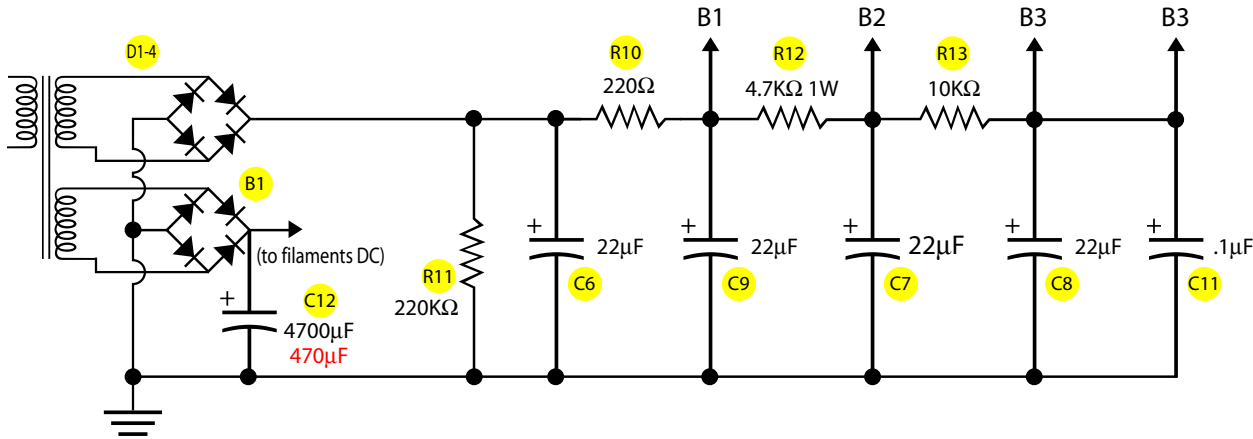 B1
B2
B3
B3
D1-4
R10
220Ω
R12
4.7KΩ 1W
R13
10KΩ
B1
(to filaments DC)
+
C12
4700µF
470µF
R11
220KΩ
+
22µF
C6
+
22µF
C9
+
22µF
C7
+
22µF
C8
+
.1µF
C11